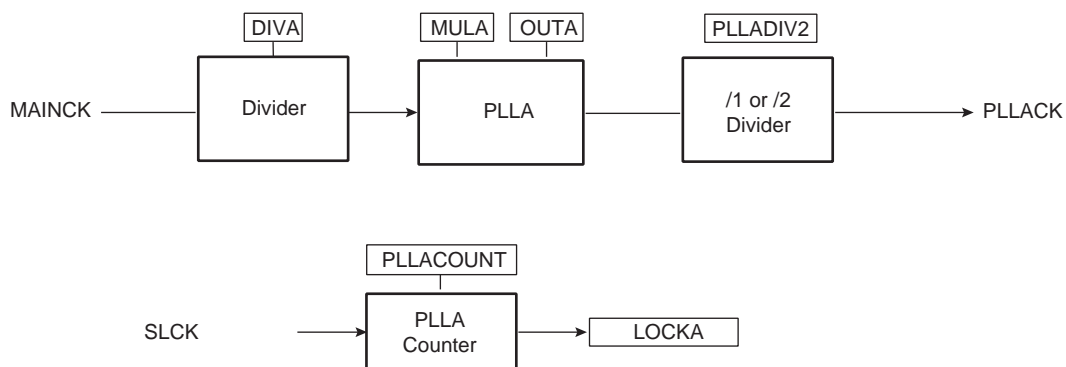 DIVA
MULA
OUTA
PLLADIV2
MAINCK
Divider
PLLA
/1 or /2
Divider
PLLACK
PLLACOUNT
SLCK
PLLA
Counter
LOCKA